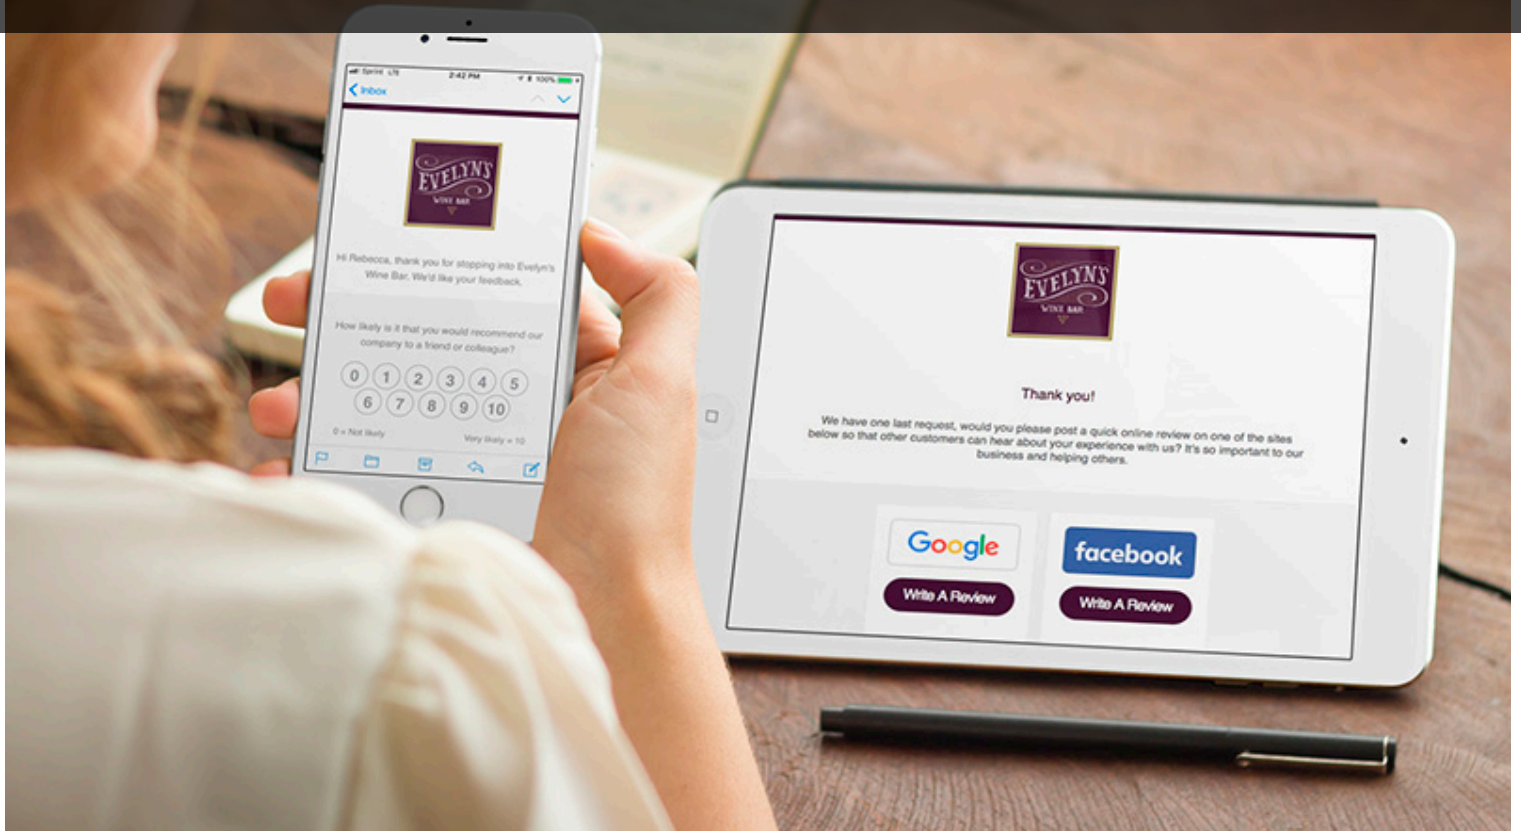 Sprint LTE 2:42 PM 100%
Inbox
EVELYN'S
WINE BAR
Hi Rebecca, thank you for stopping into Evelyn's
Wine Bar. We'd like your feedback.
How likely is it that you would recommend our
company to a friend or colleague?
0 1 2 3 4 5
6 7 8 9 10
0 = Not likely Very likely = 10
EVELYN'S
WINE BAR
Thank you!
We have one last request, would you please post a quick online review on one of the sites
below so that other customers can hear about your experience with us? It's so important to our
business and helping others.
Google facebook
Write A Review Write A Review